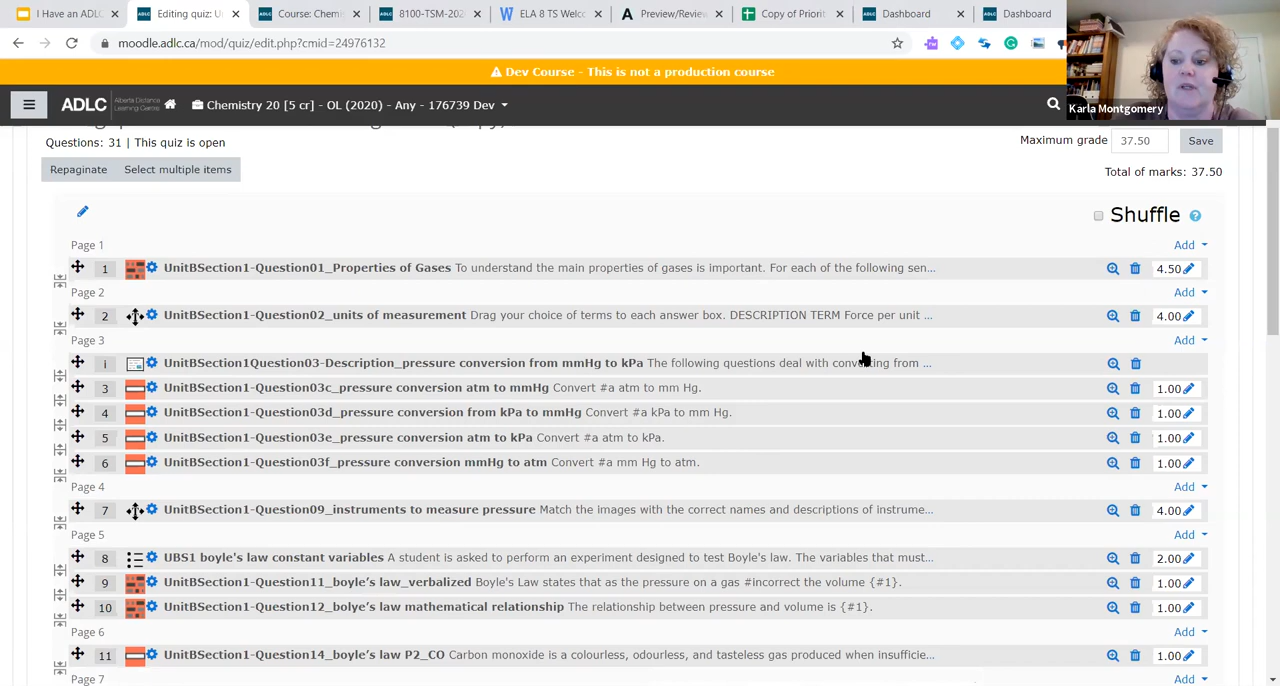 I have an ADLC
Editing quiz: U
Course: Chemi
8100-TSM-202
ELA 8 TS Welco
Preview/Review
Copy of Priorit
Dashboard
Dashboard
moodle.adlc.ca/mod/quiz/edit.php?cmid=24976132
Dev Course - This is not a production course
ADLC Alberta Distance Learning Centre Chemistry 20 [5 cr] - OL (2020) - Any - 176739 Dev
Karla Montgomery
Questions: 31 | This quiz is open
Maximum grade 37.50 Save
Repaginate Select multiple items
Total of marks: 37.50
Shuffle
Page 1 Add
1 UnitBSection1-Question01_Properties of Gases To understand the main properties of gases is important. For each of the following sen... 4.50
Page 2 Add
2 UnitBSection1-Question02_units of measurement Drag your choice of terms to each answer box. DESCRIPTION TERM Force per unit ... 4.00
Page 3 Add
i UnitBSection1Question03-Description_pressure conversion from mmHg to kPa The following questions deal with converting from ...
3 UnitBSection1-Question03c_pressure conversion atm to mmHg Convert #a atm to mm Hg. 1.00
4 UnitBSection1-Question03d_pressure conversion from kPa to mmHg Convert #a kPa to mm Hg. 1.00
5 UnitBSection1-Question03e_pressure conversion atm to kPa Convert #a atm to kPa. 1.00
6 UnitBSection1-Question03f_pressure conversion mmHg to atm Convert #a mm Hg to atm. 1.00
Page 4 Add
7 UnitBSection1-Question09_instruments to measure pressure Match the images with the correct names and descriptions of instrume... 4.00
Page 5 Add
8 UBS1 boyle's law constant variables A student is asked to perform an experiment designed to test Boyle's law. The variables that must... 2.00
9 UnitBSection1-Question11_boyle's law_verbalized Boyle's Law states that as the pressure on a gas #incorrect the volume {#1}. 1.00
10 UnitBSection1-Question12_bolye's law mathematical relationship The relationship between pressure and volume is {#1}. 1.00
Page 6 Add
11 UnitBSection1-Question14_boyle's law P2_CO Carbon monoxide is a colourless, odourless, and tasteless gas produced when insufficie... 1.00
Page 7 Add